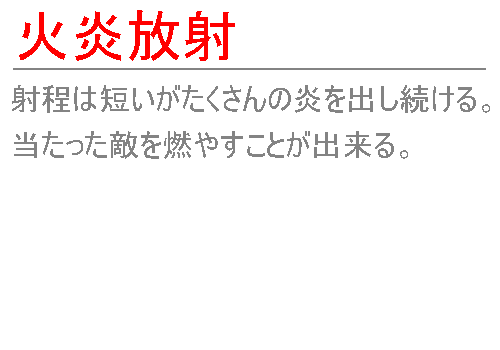 火炎放射
射程は短いがたくさんの炎を出し続ける。
当たった敵を燃やすことが出来る。